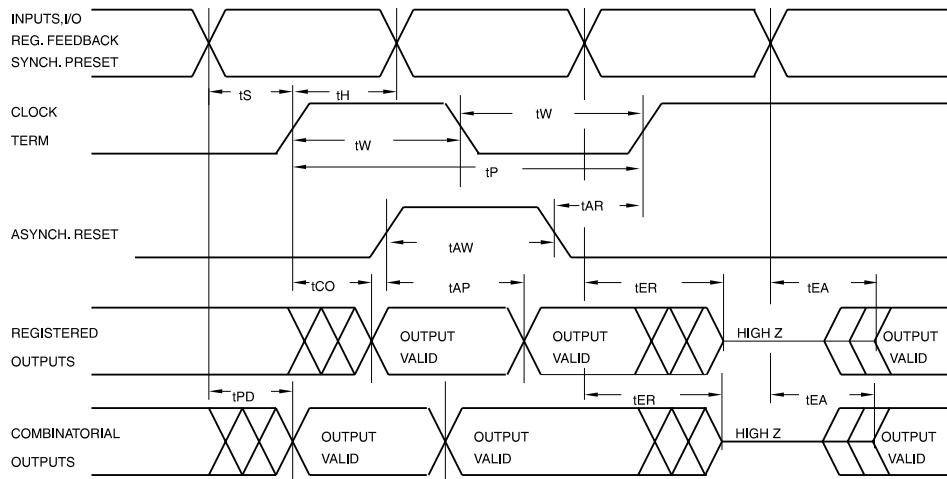 INPUTS,I/O
REG. FEEDBACK
SYNCH. PRESET
tS
tH
CLOCK
TERM
tW
tW
tP
tAR
ASYNCH. RESET
tAW
tCO
tAP
tER
tEA
REGISTERED
OUTPUTS
OUTPUT
VALID
OUTPUT
VALID
HIGH Z
OUTPUT
VALID
tPD
tER
tEA
COMBINATORIAL
OUTPUTS
OUTPUT
VALID
OUTPUT
VALID
HIGH Z
OUTPUT
VALID